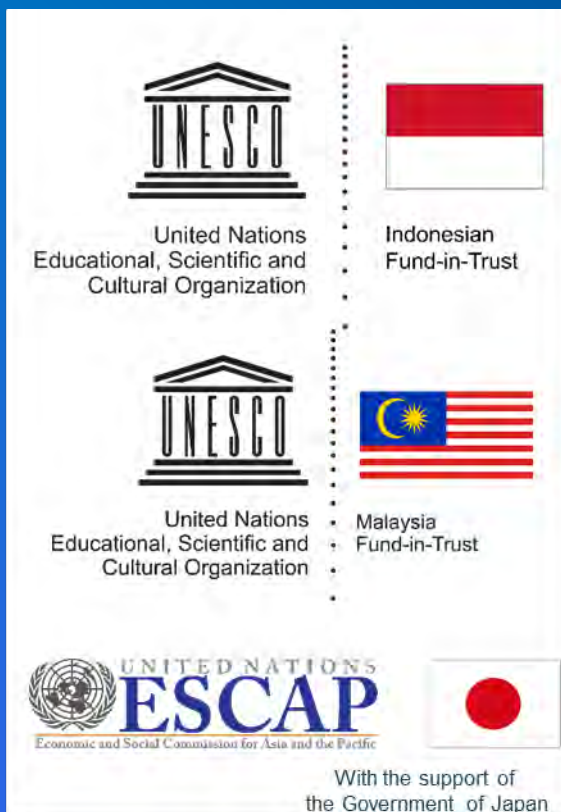 UNESCO
United Nations
Educational, Scientific and
Cultural Organization
Indonesian
Fund-in-Trust
UNESCO
United Nations
Educational, Scientific and
Cultural Organization
Malaysia
Fund-in-Trust
UNITED NATIONS
ESCAP
Economic and Social Commission for Asia and the Pacific
With the support of
the Government of Japan